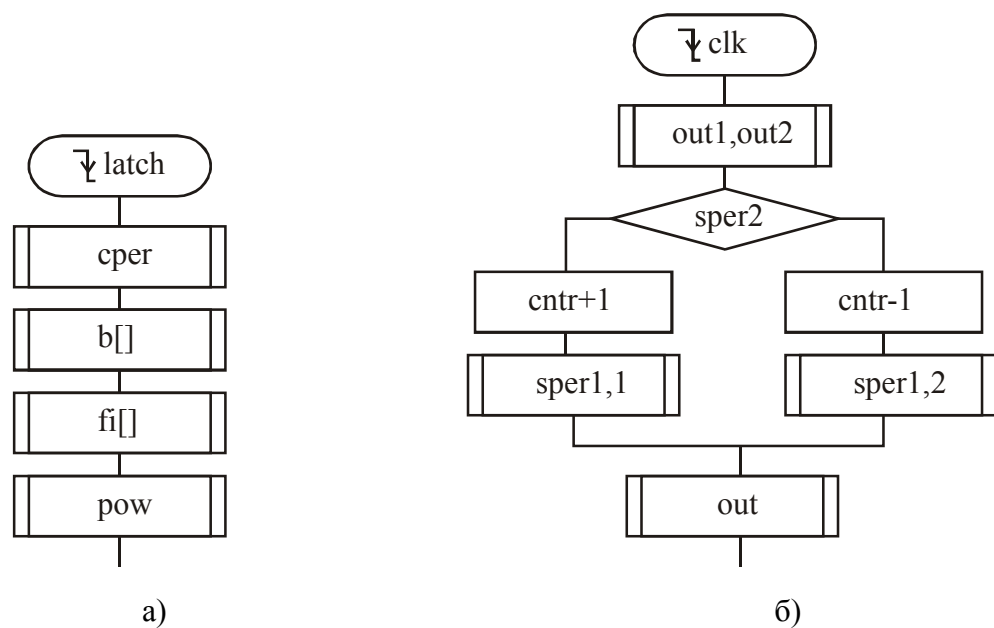 latch
cper
b[]
fi[]
pow
а)
clk
out1,out2
sper2
cntr+1
cntr-1
sper1,1
sper1,2
out
б)